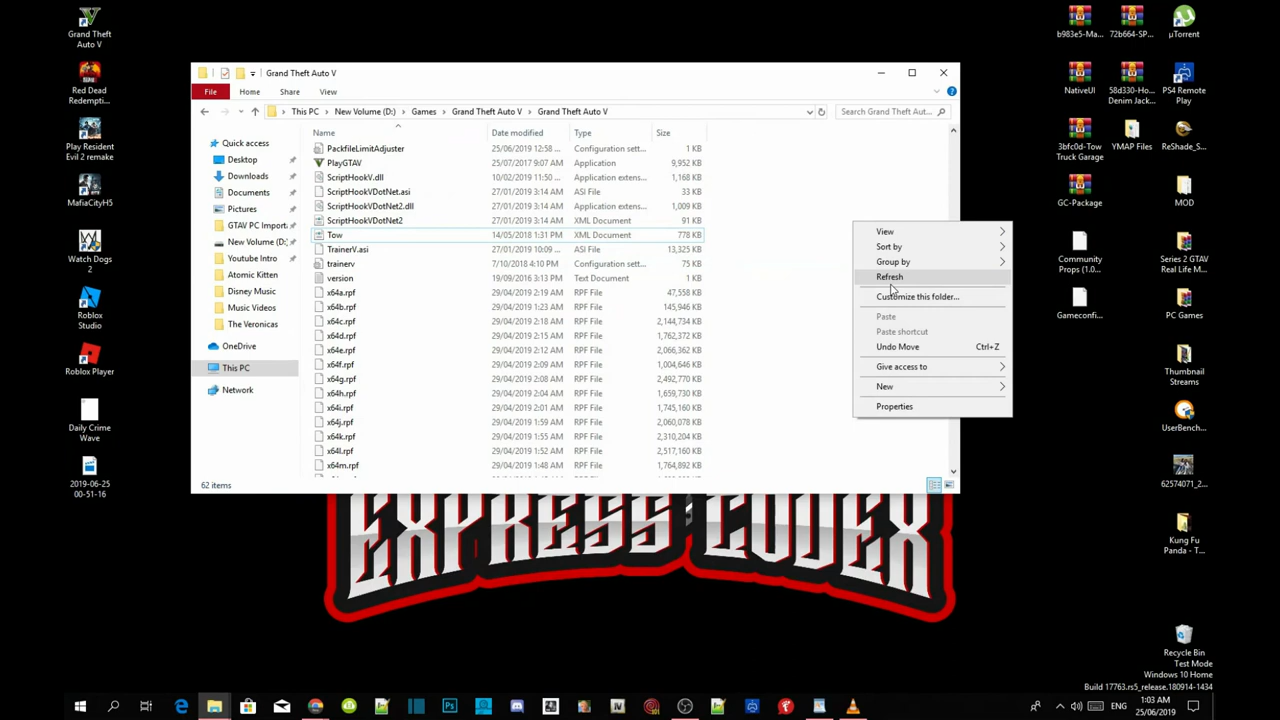 Grand Theft
Auto V
Red Dead
Redempti...
Play Resident
Evil 2 remake
MafiaCityH5
Watch Dogs
2
Roblox
Studio
Roblox Player
Daily Crime
Wave
2019-06-25
00-51-16
Grand Theft Auto V
File
Home
Share
View
This PC
New Volume (D:)
Games
Grand Theft Auto V
Grand Theft Auto V
Search Grand Theft Aut...
Quick access
Desktop
Downloads
Documents
Pictures
GTAV PC Import
New Volume (D:
Youtube Intro
Atomic Kitten
Disney Music
Music Videos
The Veronicas
OneDrive
This PC
Network
Name Date modified Type Size
PackfileLimitAdjuster 25/06/2019 12:58 ... Configuration sett... 1 KB
PlayGTAV 25/07/2017 9:07 AM Application 9,952 KB
ScriptHookV.dll 10/02/2019 11:50 ... Application extens... 1,168 KB
ScriptHookVDotNet.asi 27/01/2019 3:14 AM ASI File 33 KB
ScriptHookVDotNet2.dll 27/01/2019 3:14 AM Application extens... 1,009 KB
ScriptHookVDotNet2 27/01/2019 3:14 AM XML Document 91 KB
Tow 14/05/2018 1:31 PM XML Document 778 KB
TrainerV.asi 27/01/2019 10:09 ... ASI File 13,325 KB
trainerv 7/10/2018 4:10 PM Configuration sett... 75 KB
version 19/09/2016 3:13 PM Text Document 1 KB
x64a.rpf 29/04/2019 2:19 AM RPF File 47,558 KB
x64b.rpf 29/04/2019 1:23 AM RPF File 145,946 KB
x64c.rpf 29/04/2019 2:18 AM RPF File 2,144,734 KB
x64d.rpf 29/04/2019 2:15 AM RPF File 1,762,372 KB
x64e.rpf 29/04/2019 2:12 AM RPF File 2,066,362 KB
x64f.rpf 29/04/2019 2:09 AM RPF File 1,004,646 KB
x64g.rpf 29/04/2019 2:08 AM RPF File 2,492,770 KB
x64h.rpf 29/04/2019 2:04 AM RPF File 1,659,730 KB
x64i.rpf 29/04/2019 2:01 AM RPF File 1,745,160 KB
x64j.rpf 29/04/2019 1:59 AM RPF File 2,060,078 KB
x64k.rpf 29/04/2019 1:55 AM RPF File 2,310,204 KB
x64l.rpf 29/04/2019 1:52 AM RPF File 2,517,160 KB
x64m.rpf 29/04/2019 1:48 AM RPF File 1,764,892 KB
62 items
View
Sort by
Group by
Refresh
Customize this folder...
Paste
Paste shortcut
Undo Move Ctrl+Z
Give access to
New
Properties
b983e5-Ma...
72b664-SP...
µTorrent
NativeUI
58d330-Ho...
Denim Jack...
PS4 Remote
Play
3bfc0d-Tow
Truck Garage
YMAP Files
ReShade_S...
GC-Package
MOD
Community
Props (1.0...
Series 2 GTAV
Real Life M...
Gameconfi...
PC Games
Thumbnail
Streams
UserBench...
62574071_2...
Kung Fu
Panda - T...
Recycle Bin
EXPRESS CODEX
Test Mode
Windows 10 Home
Build 17763.rs5_release.180914-1434
ENG
1:03 AM
25/06/2019